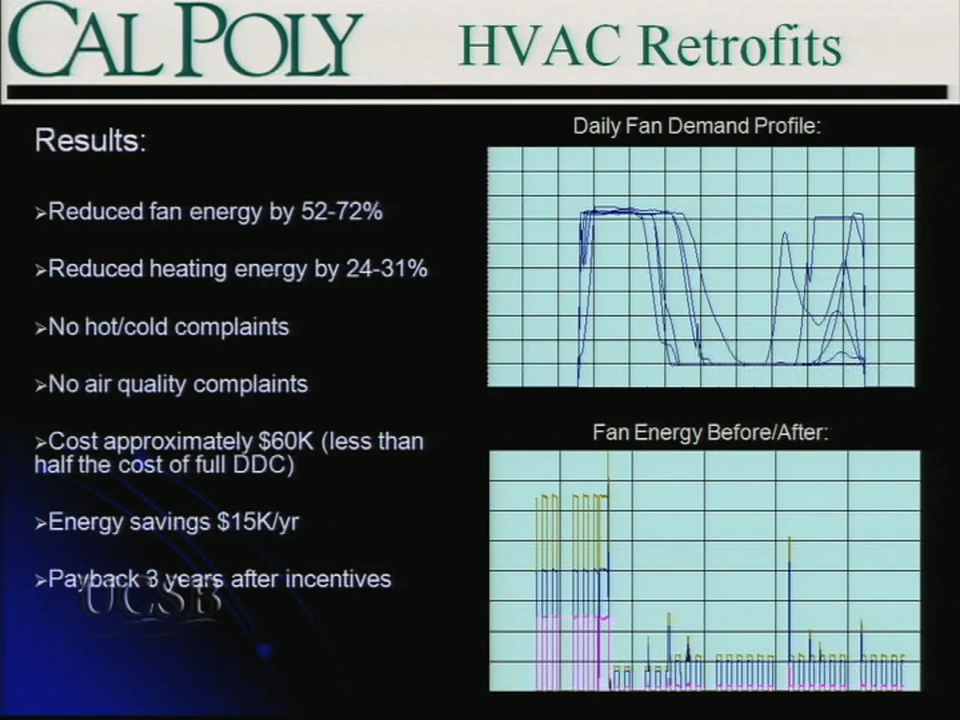 CAL POLY
HVAC Retrofits
Results:
➢Reduced fan energy by 52-72%
➢Reduced heating energy by 24-31%
➢No hot/cold complaints
➢No air quality complaints
➢Cost approximately $60K (less than
half the cost of full DDC)
➢Energy savings $15K/yr
➢Payback 3 years after incentives
UCSB
Daily Fan Demand Profile:
Fan Energy Before/After: